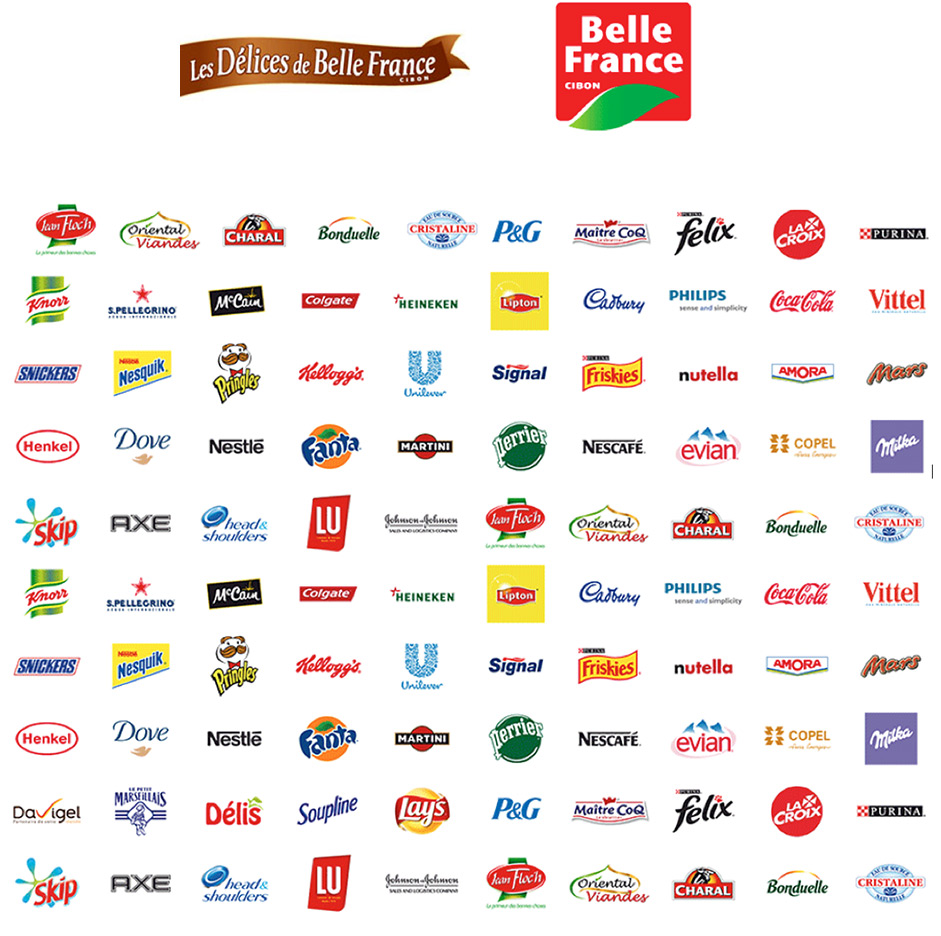 Les Délices de Belle France
CIBON
Belle
France
CIBON
Jean Floch
Le premier des bonnes choses
Oriental
Viandes
CHARAL
Bonduelle
EAU DE SOURCE
CRISTALINE
NATURELLE
P&G
Maître CoQ
PURINA
felix
LA
CROIX
PURINA
Knorr
S.PELLEGRINO
McCain
Colgate
HEINEKEN
Lipton
Cadbury
PHILIPS
sense and simplicity
Coca-Cola
Vittel
SNICKERS
Nestlé
Nesquik
Pringles
Kellogg's
Unilever
Signal
PURINA
Friskies
nutella
AMORA
Mars
Henkel
Dove
Nestlé
Fanta
MARTINI
perrier
NESCAFÉ
evian
COPEL
Milka
Skip
AXE
head&
shoulders
LU
Johnson-Johnson
SALES AND LOGISTICS COMPANY
Jean Floch
Le premier des bonnes choses
Oriental
Viandes
CHARAL
Bonduelle
EAU DE SOURCE
CRISTALINE
NATURELLE
Knorr
S.PELLEGRINO
McCain
Colgate
HEINEKEN
Lipton
Cadbury
PHILIPS
sense and simplicity
Coca-Cola
Vittel
SNICKERS
Nestlé
Nesquik
Pringles
Kellogg's
Unilever
Signal
PURINA
Friskies
nutella
AMORA
Mars
Henkel
Dove
Nestlé
Fanta
MARTINI
perrier
NESCAFÉ
evian
COPEL
Milka
Davigel
LE PETIT
MARSEILLAIS
Délis
Soupline
Lay's
P&G
Maître CoQ
PURINA
felix
LA
CROIX
PURINA
Skip
AXE
head&
shoulders
LU
Johnson-Johnson
SALES AND LOGISTICS COMPANY
Jean Floch
Le premier des bonnes choses
Oriental
Viandes
CHARAL
Bonduelle
EAU DE SOURCE
CRISTALINE
NATURELLE